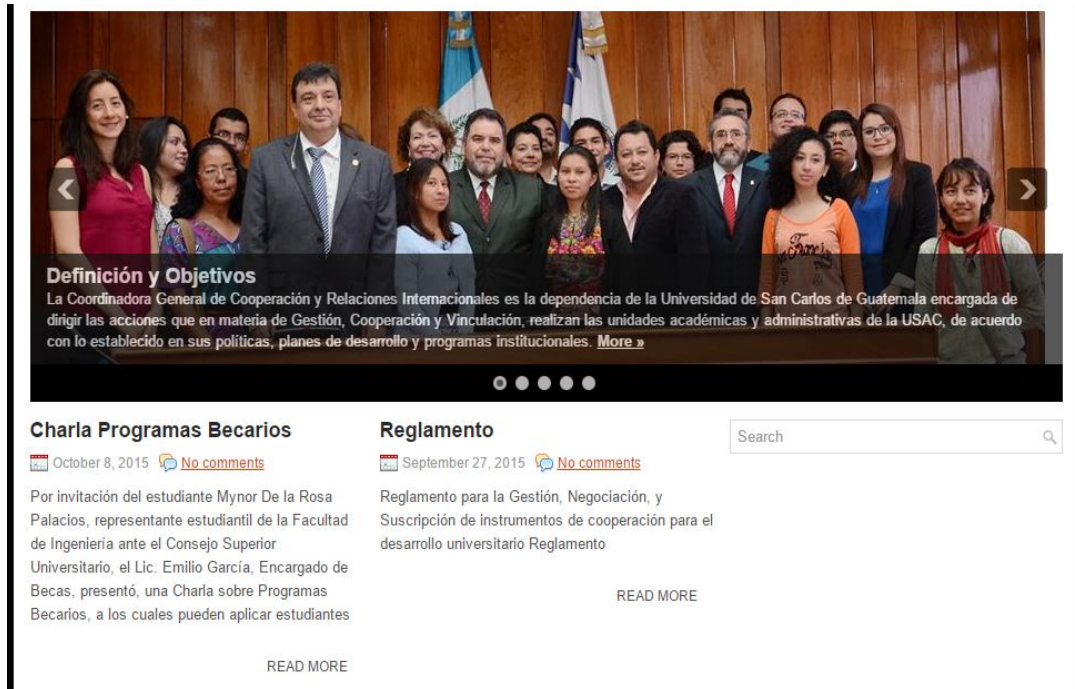 Definición y Objetivos
La Coordinadora General de Cooperación y Relaciones Internacionales es la dependencia de la Universidad de San Carlos de Guatemala encargada de
dirigir las acciones que en materia de Gestión, Cooperación y Vinculación, realizan las unidades académicas y administrativas de la USAC, de acuerdo
con lo establecido en sus políticas, planes de desarrollo y programas institucionales. More »
Charla Programas Becarios
October 8, 2015 No comments
Por invitación del estudiante Mynor De la Rosa
Palacios, representante estudiantil de la Facultad
de Ingeniería ante el Consejo Superior
Universitario, el Lic. Emilio García, Encargado de
Becas, presentó, una Charla sobre Programas
Becarios, a los cuales pueden aplicar estudiantes
READ MORE
Reglamento
September 27, 2015 No comments
Reglamento para la Gestión, Negociación, y
Suscripción de instrumentos de cooperación para el
desarrollo universitario Reglamento
READ MORE
Search